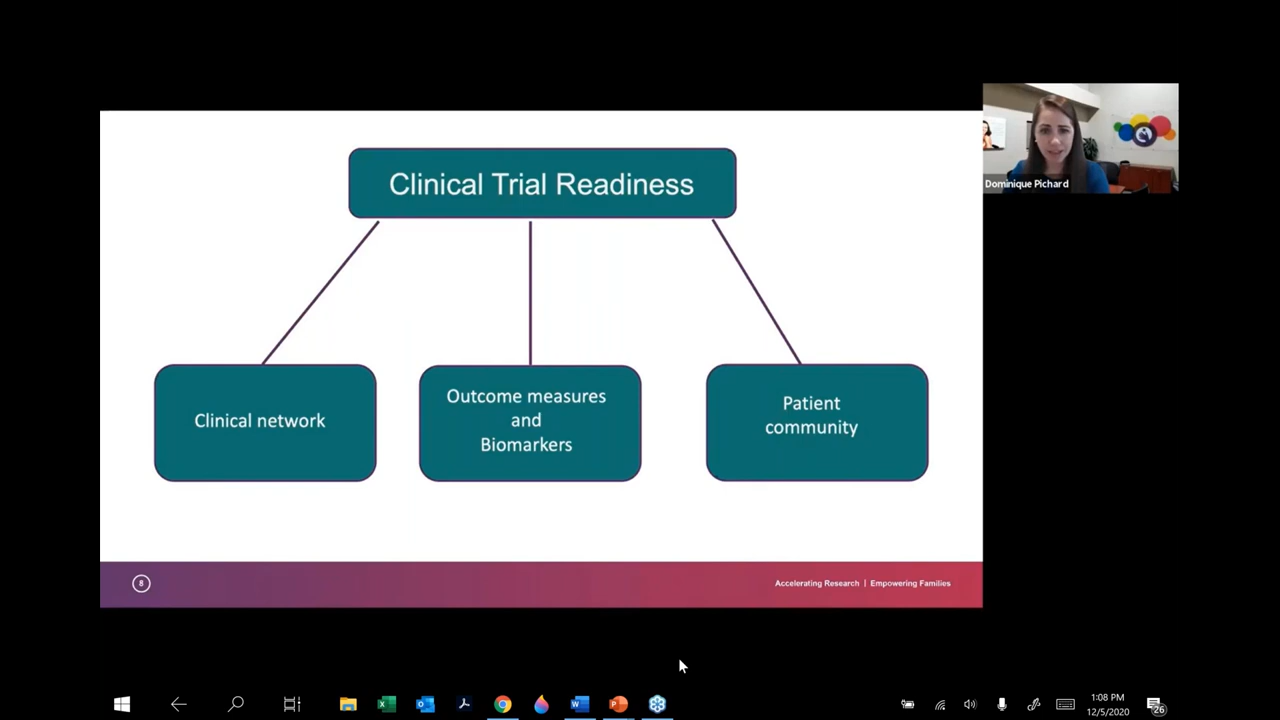 Clinical Trial Readiness
Clinical network
Outcome measures
and
Biomarkers
Patient
community
8
Accelerating Research | Empowering Families
Dominique Pichard
1:08 PM
12/5/2020
26